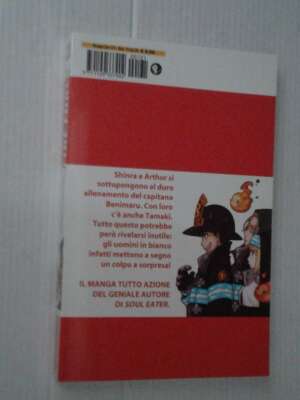 Shinra e Arthur si
sottopongono al duro
allenamento del capitano
Benimaru. Con loro
c'è anche Tamaki.
Tutto questo potrebbe
però rivelarsi inutile:
gli uomini in bianco
infatti mettono a segno
un colpo a sorpresa!
IL MANGA TUTTO AZIONE
DEL GENIALE AUTORE
DI SOUL EATER.